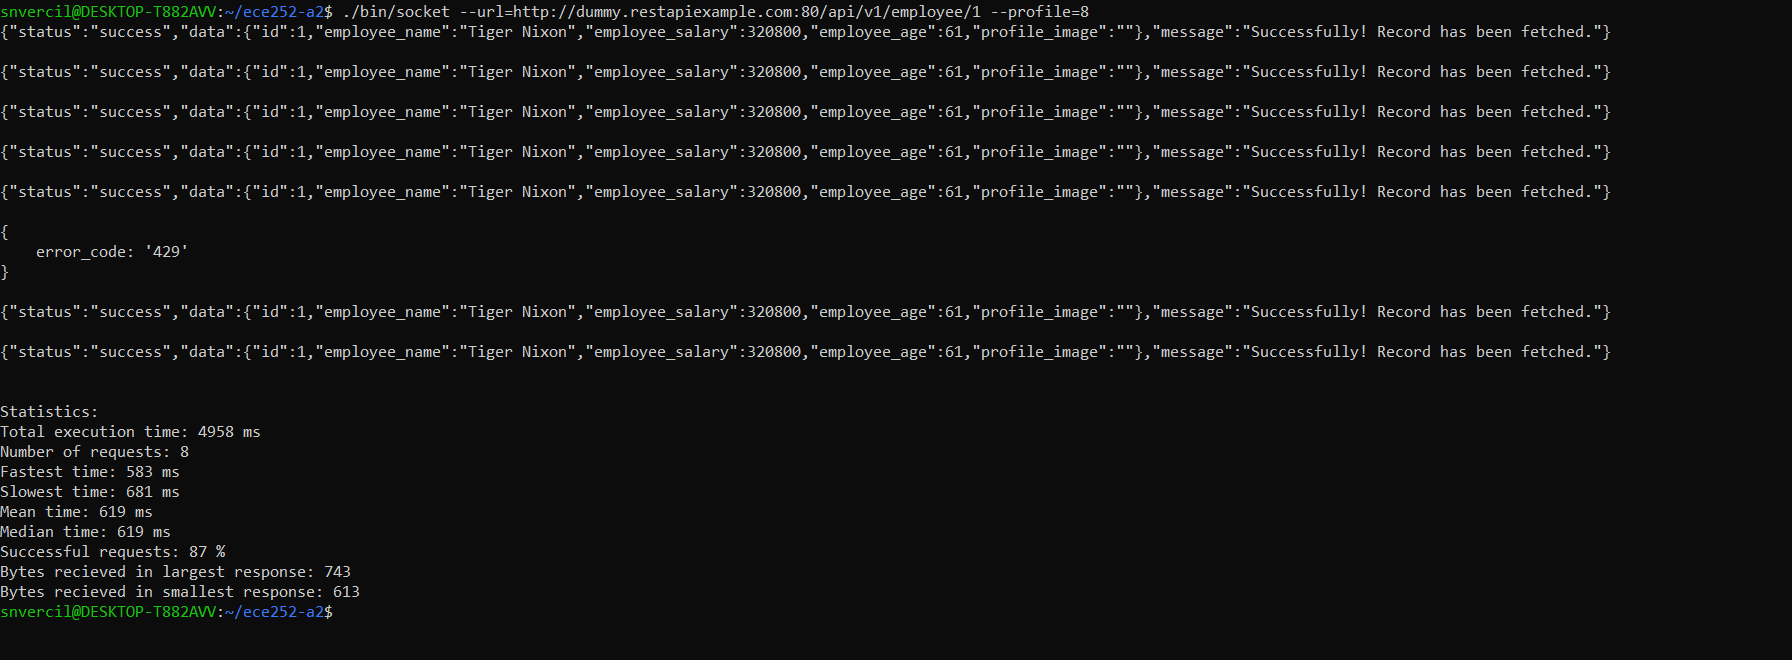 snvercil@DESKTOP-T882AVV:~/ece252-a2$ ./bin/socket --url=http://dummy.restapiexample.com:80/api/v1/employee/1 --profile=8
{"status":"success","data":{"id":1,"employee_name":"Tiger Nixon","employee_salary":320800,"employee_age":61,"profile_image":""},"message":"Successfully! Record has been fetched."}
{"status":"success","data":{"id":1,"employee_name":"Tiger Nixon","employee_salary":320800,"employee_age":61,"profile_image":""},"message":"Successfully! Record has been fetched."}
{"status":"success","data":{"id":1,"employee_name":"Tiger Nixon","employee_salary":320800,"employee_age":61,"profile_image":""},"message":"Successfully! Record has been fetched."}
{"status":"success","data":{"id":1,"employee_name":"Tiger Nixon","employee_salary":320800,"employee_age":61,"profile_image":""},"message":"Successfully! Record has been fetched."}
{"status":"success","data":{"id":1,"employee_name":"Tiger Nixon","employee_salary":320800,"employee_age":61,"profile_image":""},"message":"Successfully! Record has been fetched."}
{
    error_code: '429'
}
{"status":"success","data":{"id":1,"employee_name":"Tiger Nixon","employee_salary":320800,"employee_age":61,"profile_image":""},"message":"Successfully! Record has been fetched."}
{"status":"success","data":{"id":1,"employee_name":"Tiger Nixon","employee_salary":320800,"employee_age":61,"profile_image":""},"message":"Successfully! Record has been fetched."}
Statistics:
Total execution time: 4958 ms
Number of requests: 8
Fastest time: 583 ms
Slowest time: 681 ms
Mean time: 619 ms
Median time: 619 ms
Successful requests: 87 %
Bytes recieved in largest response: 743
Bytes recieved in smallest response: 613
snvercil@DESKTOP-T882AVV:~/ece252-a2$